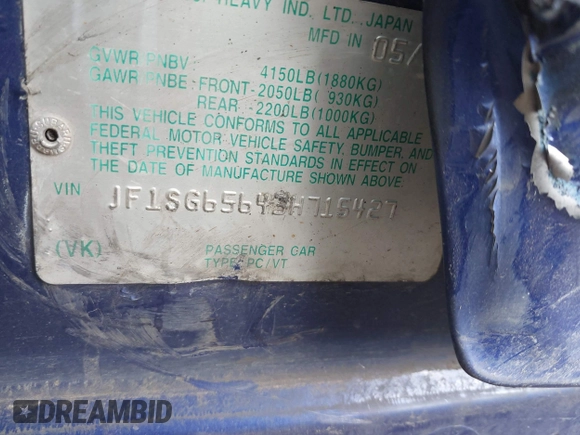 HEAVY IND., LTD., JAPAN
MFD IN 05/
GVWR/PNBV 4150LB(1880KG)
GAWR/PNBE-FRONT-2050LB( 930KG)
REAR -2200LB(1000KG)
THIS VEHICLE CONFORMS TO ALL APPLICABLE
FEDERAL MOTOR VEHICLE SAFETY, BUMPER, AND
THEFT PREVENTION STANDARDS IN EFFECT ON
THE DATE OF MANUFACTURE SHOWN ABOVE.
VIN JF1SG65643H715427
(VK) PASSENGER CAR
TYPE: PC/VT
DREAMBID